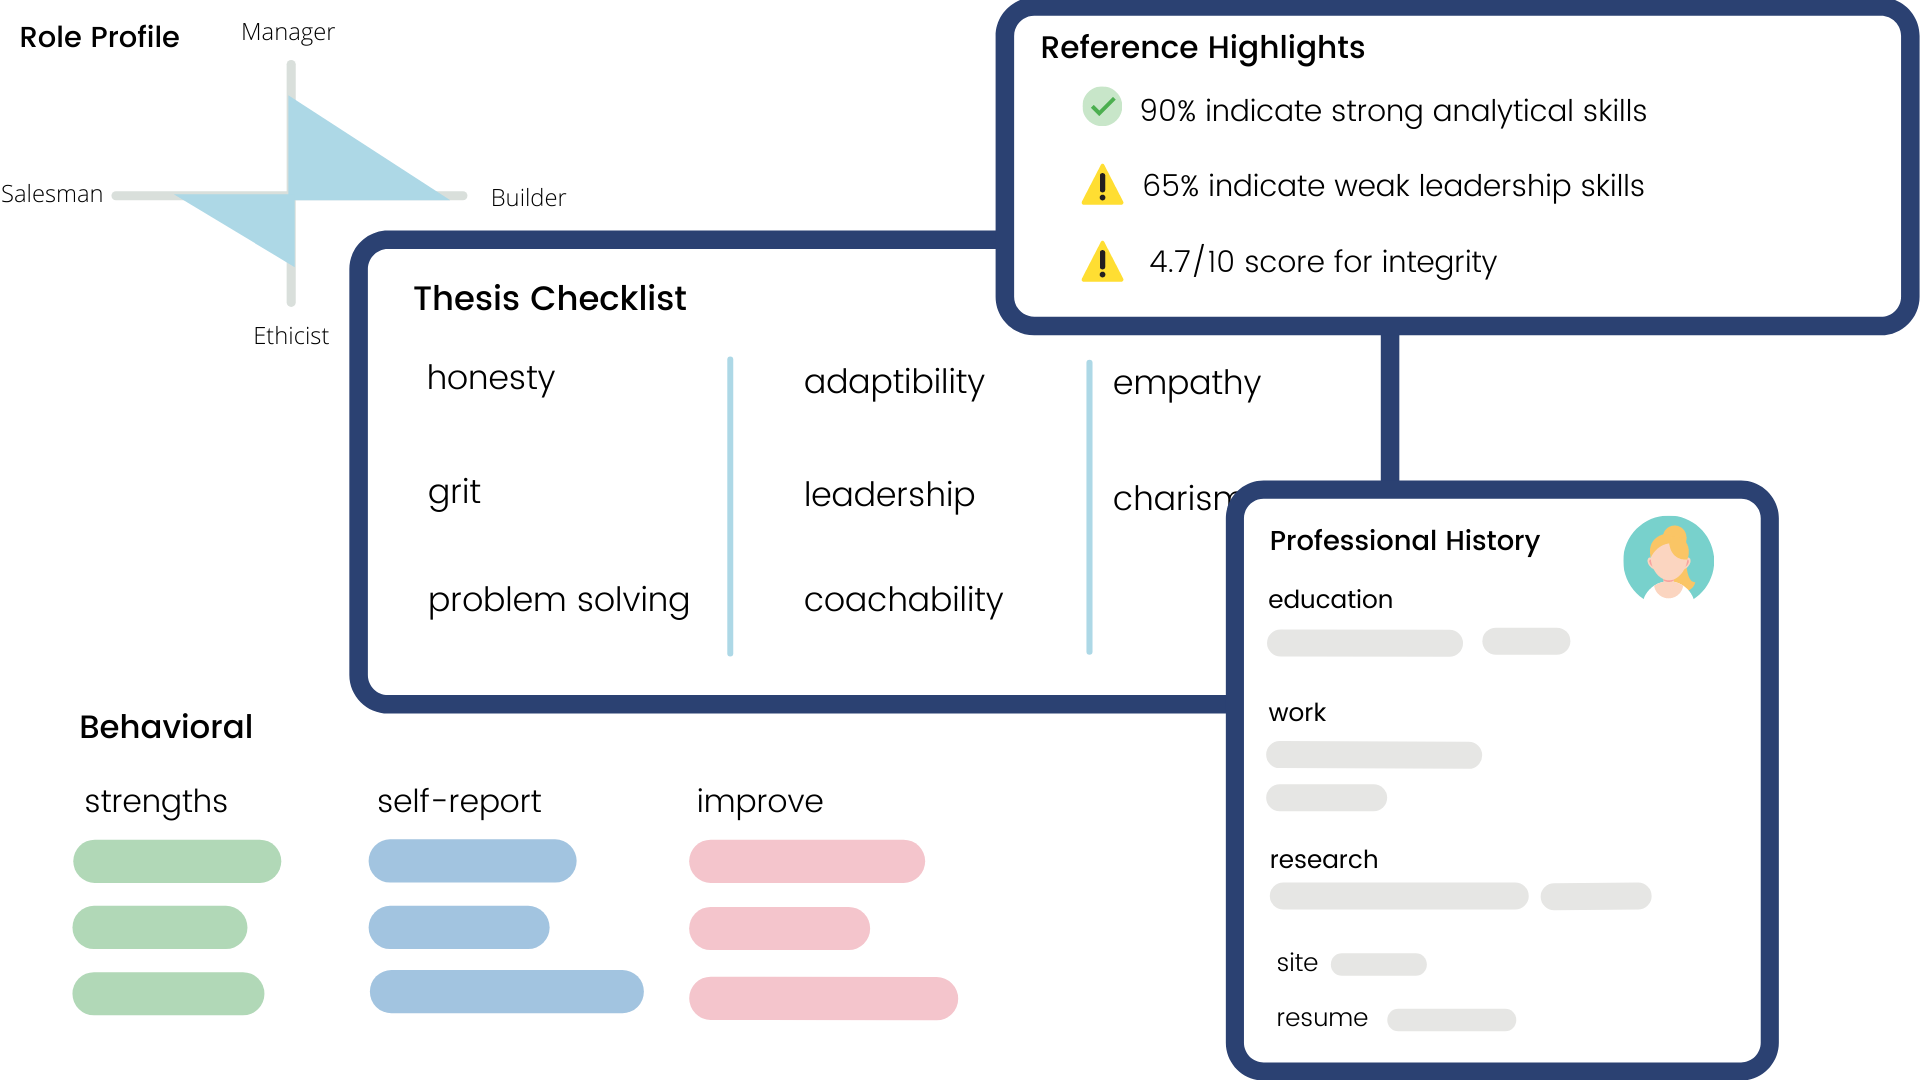 Role Profile
Manager
Salesman
Builder
Ethicist
Reference Highlights
90% indicate strong analytical skills
65% indicate weak leadership skills
4.7/10 score for integrity
Thesis Checklist
honesty
adaptibility
empathy
grit
leadership
charism
problem solving
coachability
Professional History
education
work
research
site
resume
Behavioral
strengths
self-report
improve